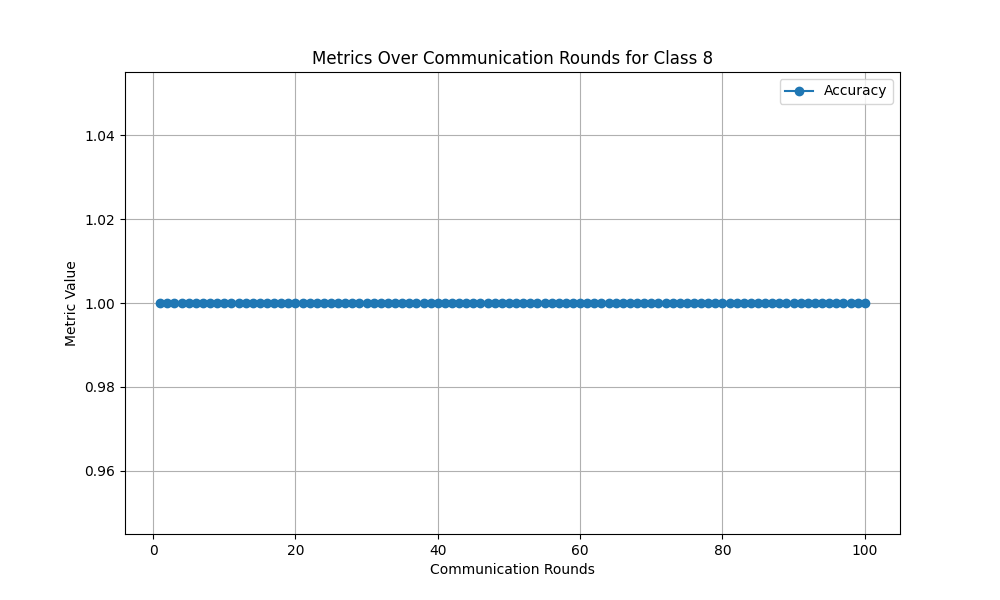 Metrics Over Communication Rounds for Class 8
Accuracy
1.04
1.02
1.00
0.98
0.96
Metric Value
0 20 40 60 80 100
Communication Rounds